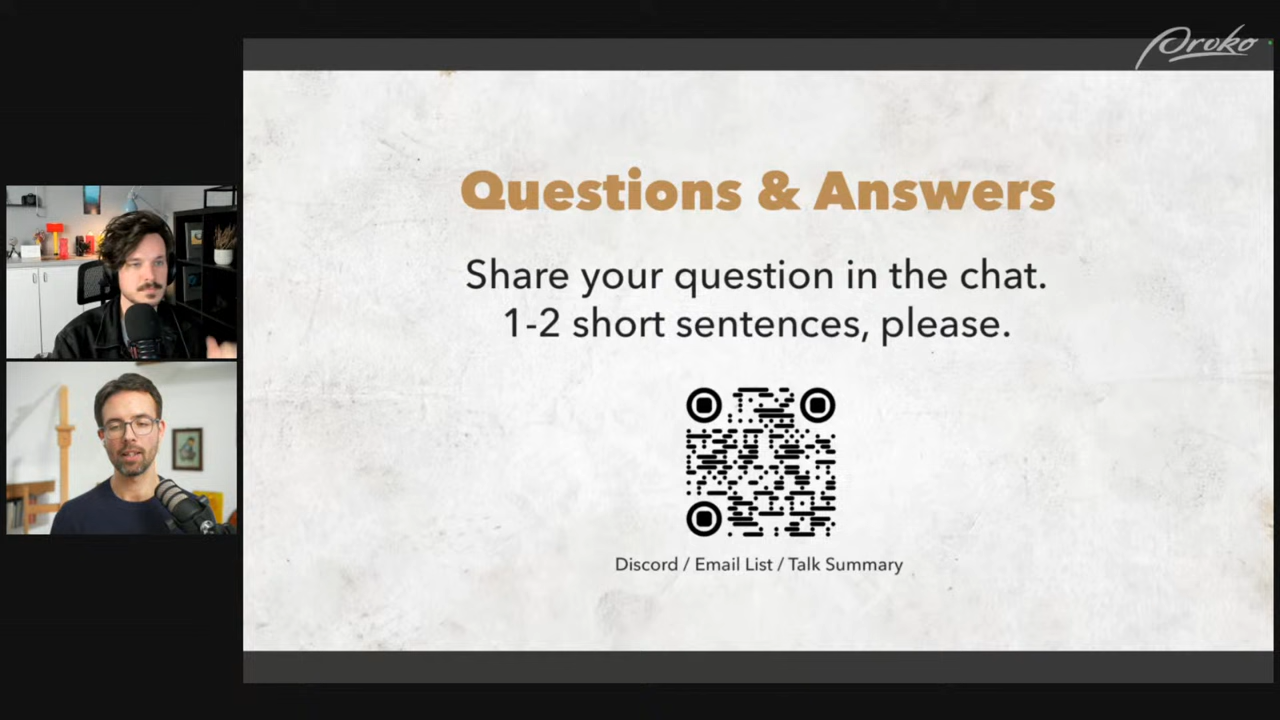 Proko
Questions & Answers
Share your question in the chat.
1-2 short sentences, please.
Discord / Email List / Talk Summary